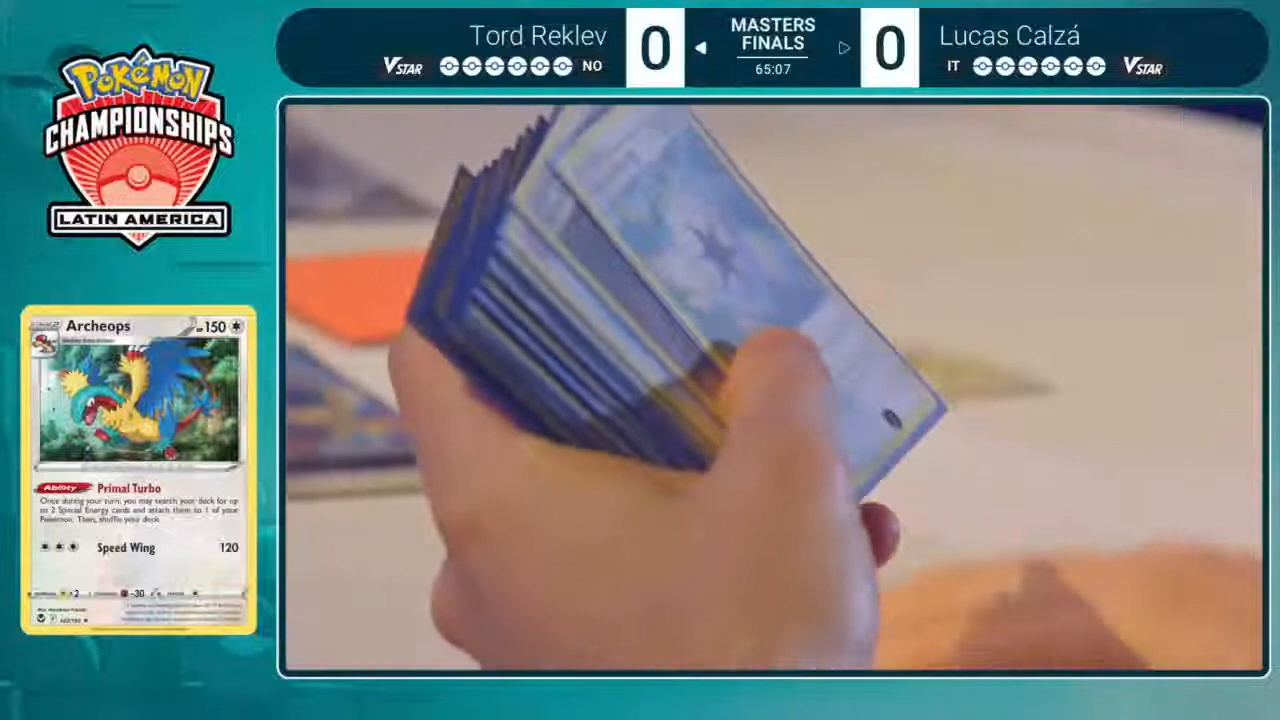 Tord Reklev
VSTAR
NO
0
MASTERS
FINALS
65:07
0
Lucas Calzá
IT
VSTAR
Pokémon
CHAMPIONSHIPS
LATIN AMERICA
Archeops
150
Ability Primal Turbo
Once during your turn, you may search your deck for up
to 2 Special Energy cards and attach them to 1 of your
Pokémon. Then, shuffle your deck.
Speed Wing 120
×2
-30